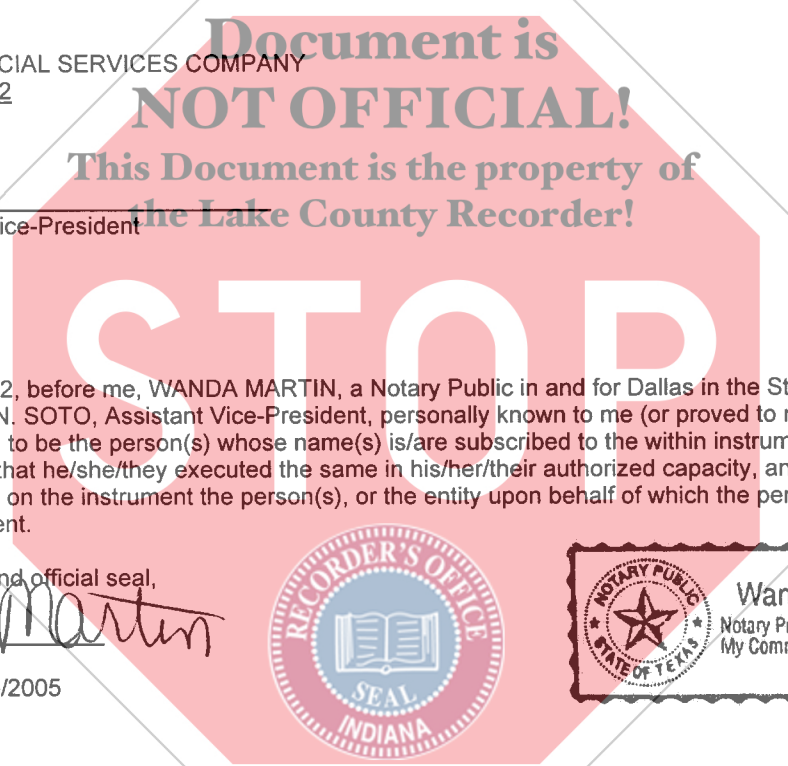 Document is
CIAL SERVICES COMPANY
2
NOT OFFICIAL!
This Document is the property of
the Lake County Recorder!
ice-President
STOP
2, before me, WANDA MARTIN, a Notary Public in and for Dallas in the St
N. SOTO, Assistant Vice-President, personally known to me (or proved to
to be the person(s) whose name(s) is/are subscribed to the within instrum
that he/she/they executed the same in his/her/their authorized capacity, an
on the instrument the person(s), or the entity upon behalf of which the per
ent.
nd official seal,
Martin
/2005
RECORDER'S OFFICE
SEAL
INDIANA
NOTARY PUBLIC
STATE OF TEXAS
Wan
Notary P
My Comm